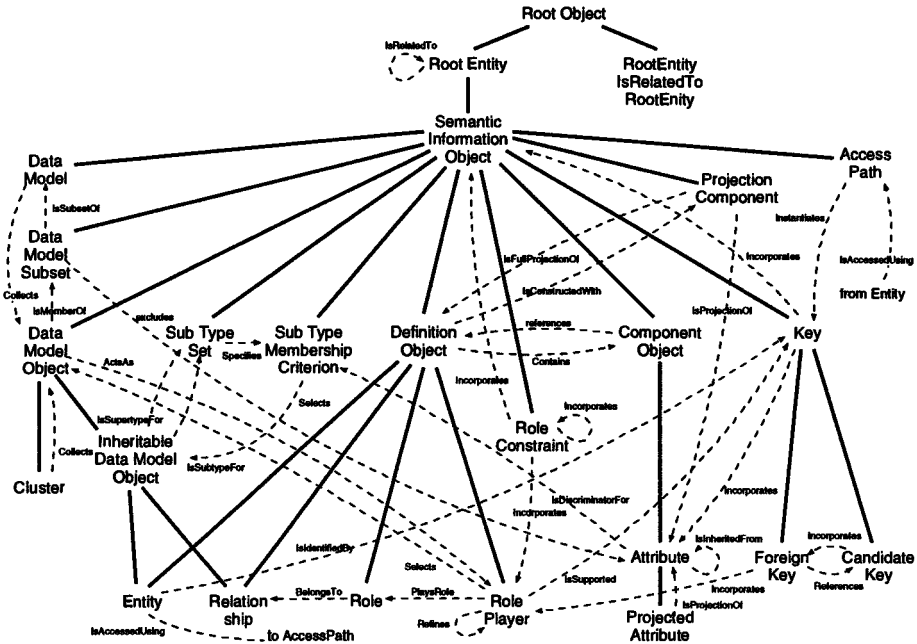 Root Object
IsRelatedTo
Root Entity
RootEntity
IsRelatedTo
RootEnity
Semantic
Information
Object
Data
Model
Access
Path
Projection
Component
IsSubsetOf
Instantiates
Data
Model
Subset
IsFullProjectionOf
Incorporates
IsAccessedUsing
Collects
IsMemberOf
excludes
IsConstructedWith
from Entity
IsProjectionOf
Data
Model
Object
ActsAs
Sub Type
Set
Specifies
Sub Type
Membership
Criterion
Definition
Object
references
Contains
Component
Object
Key
Incorporates
Selects
Incorporates
IsSupertypeFor
Role
Constraint
Collects
Inheritable
Data Model
Object
IsSubtypeFor
Cluster
IsDiscriminatorFor
Incorporates
Incorporates
IsIdentifiedBy
IsInheritedFrom
Incorporates
Attribute
Foreign
Key
Candidate
Key
References
Selects
IsSupported
Incorporates
Entity
Relation
ship
BelongsTo
Role
PlaysRole
Role
Player
IsProjectionOf
Projected
Attribute
Refines
IsAccessedUsing
to AccessPath